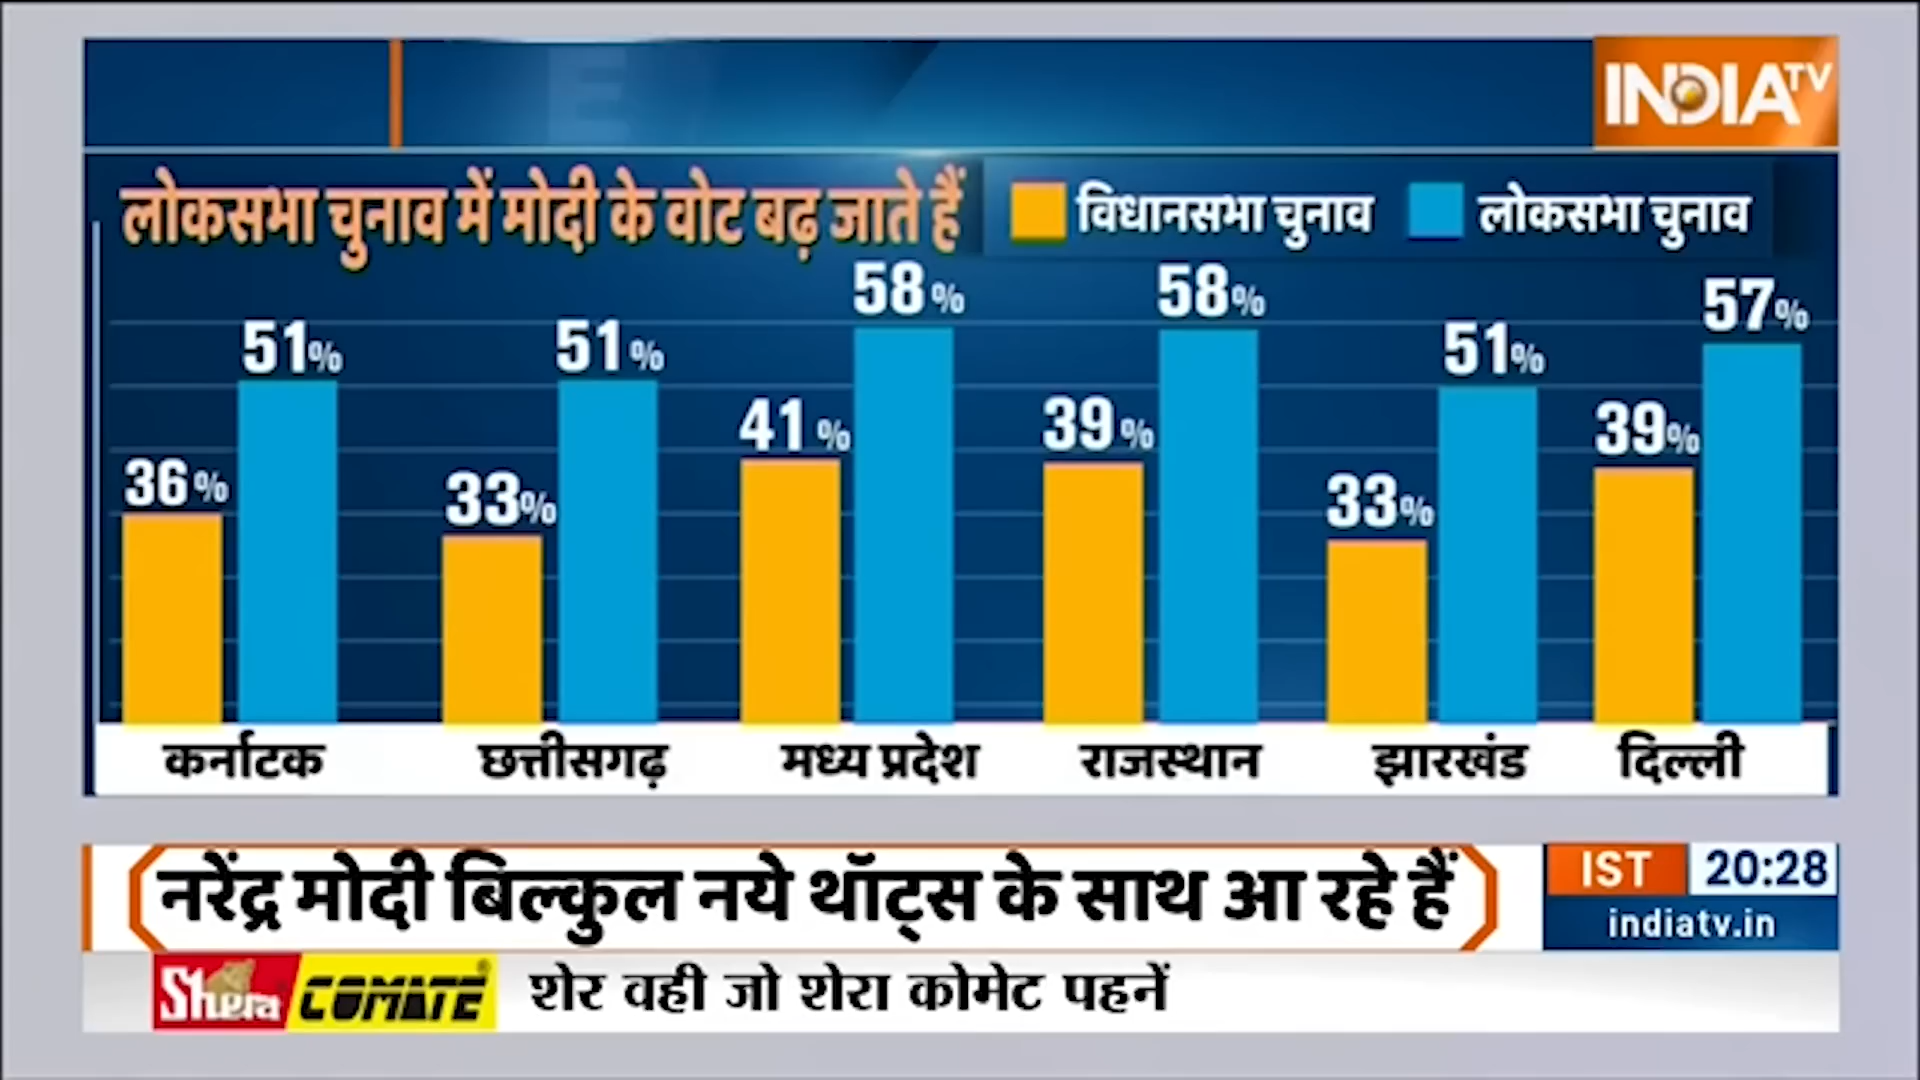 INDIA TV
लोकसभा चुनाव में मोदी के वोट बढ़ जाते हैं
विधानसभा चुनाव लोकसभा चुनाव
36% 51% 33% 51% 41% 58% 39% 58% 33% 51% 39% 57%
कर्नाटक छत्तीसगढ़ मध्य प्रदेश राजस्थान झारखंड दिल्ली
नरेंद्र मोदी बिल्कुल नये थॉट्स के साथ आ रहे हैं
IST 20:28
indiatv.in
Shera COMATE® शेर वही जो शेरा कोमेट पहनें